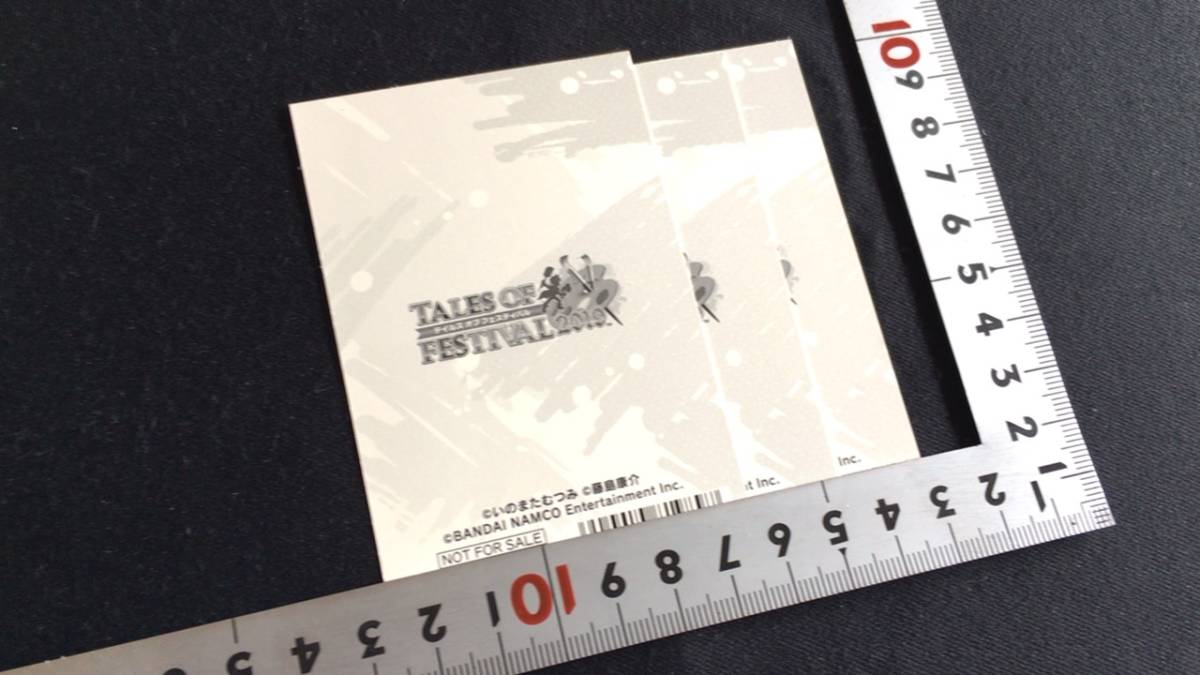 TALES OF
テイルズ オブ フェスティバル
FESTIVAL 2019
©いのまたむつみ ©藤島康介
©BANDAI NAMCO Entertainment Inc.
NOT FOR SALE
t Inc.
Inc.
10 9 8 7 6 5 4 3 2 1
5 4 3 2 1 10 9 8 7 6 5 4 3 2 1